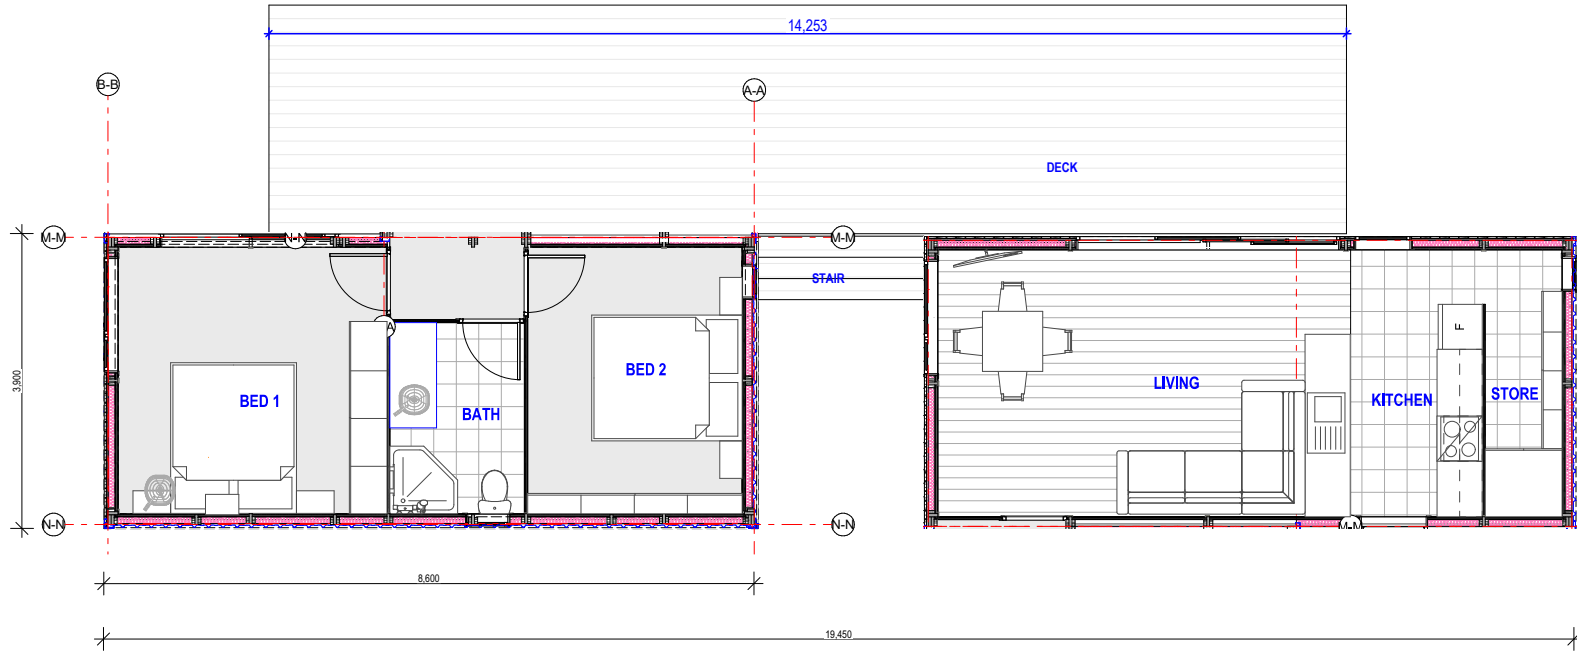 14,253
B-B
A-A
DECK
M-M
N-N
M-M
STAIR
A
F
3,900
BED 1
BATH
BED 2
LIVING
KITCHEN
STORE
N-N
N-N
M-M
8,600
19,450